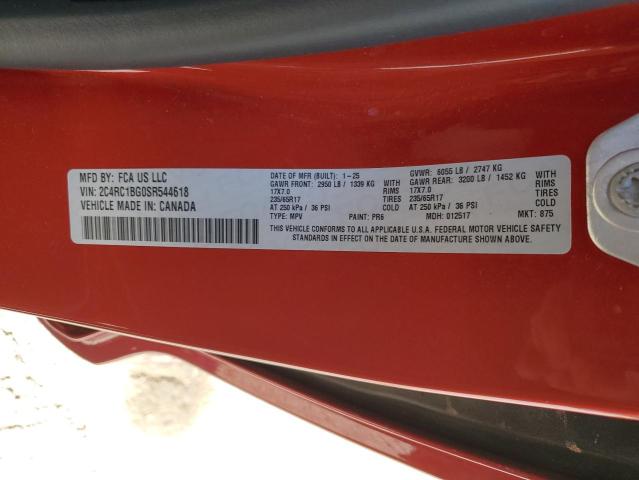 MFD BY: FCA US LLC
VIN: 2C4RC1BG0SR544618
VEHICLE MADE IN: CANADA
DATE OF MFR (BUILT): 1-25
GAWR FRONT: 2950 LB / 1339 KG
17X7.0 RIMS
235/65R17 TIRES
AT 250 kPa / 36 PSI COLD
TYPE: MPV PAINT: PR6
GVWR: 6055 LB / 2747 KG
GAWR REAR: 3200 LB / 1452 KG
17X7.0 RIMS
235/65R17 TIRES
AT 250 kPa / 36 PSI COLD
MDH: 012517 MKT: 875
THIS VEHICLE CONFORMS TO ALL APPLICABLE U.S.A. FEDERAL MOTOR VEHICLE SAFETY
STANDARDS IN EFFECT ON THE DATE OF MANUFACTURE SHOWN ABOVE.